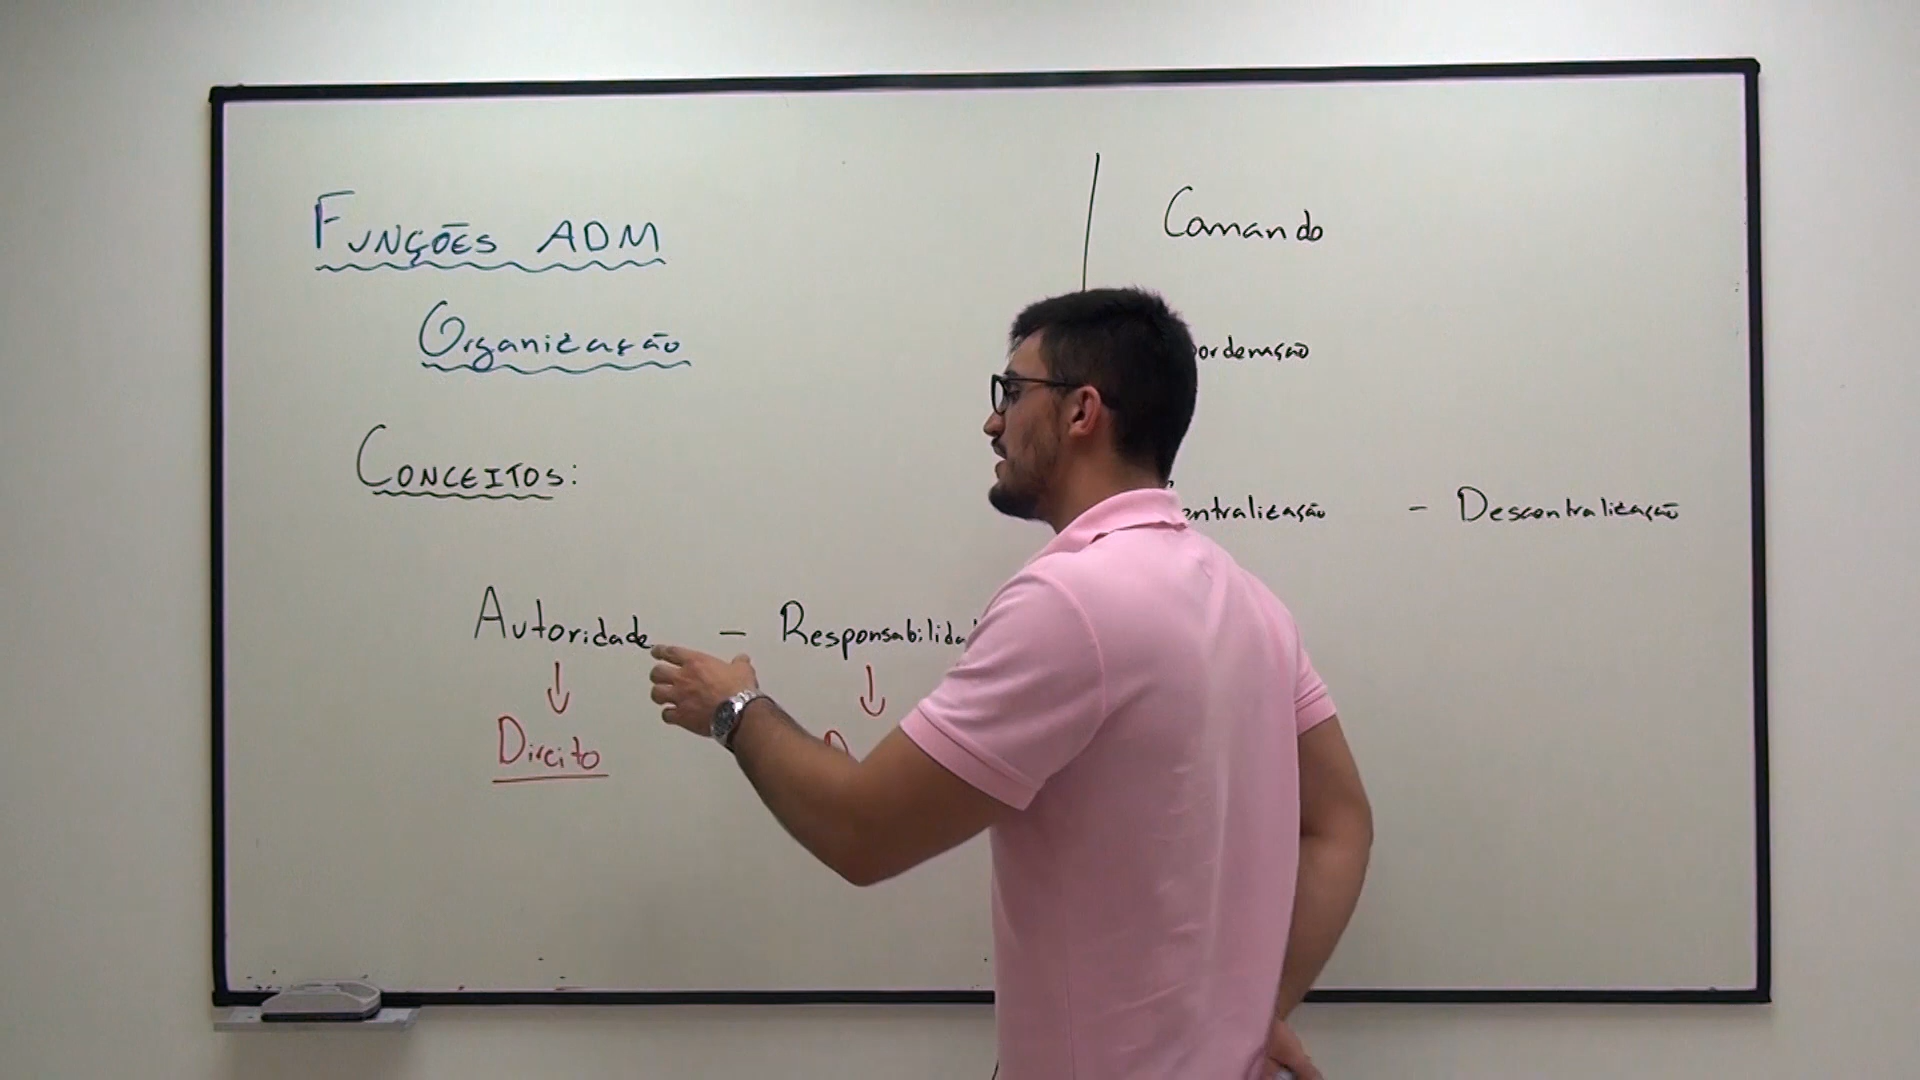 Funções ADM
Organização
Conceitos:
Autoridade - Responsabilida
↓ ↓
Direito D
Comando
ordenação
entralização - Descentralização